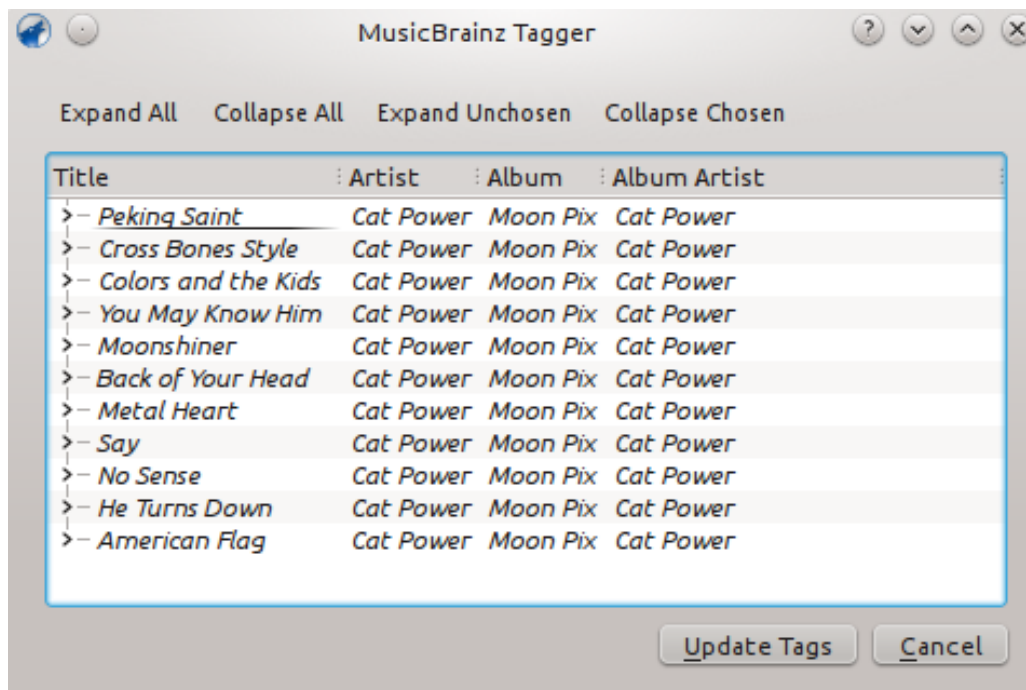 MusicBrainz Tagger
Expand All Collapse All Expand Unchosen Collapse Chosen
Title Artist Album Album Artist
Peking Saint Cat Power Moon Pix Cat Power
Cross Bones Style Cat Power Moon Pix Cat Power
Colors and the Kids Cat Power Moon Pix Cat Power
You May Know Him Cat Power Moon Pix Cat Power
Moonshiner Cat Power Moon Pix Cat Power
Back of Your Head Cat Power Moon Pix Cat Power
Metal Heart Cat Power Moon Pix Cat Power
Say Cat Power Moon Pix Cat Power
No Sense Cat Power Moon Pix Cat Power
He Turns Down Cat Power Moon Pix Cat Power
American Flag Cat Power Moon Pix Cat Power
Update Tags Cancel